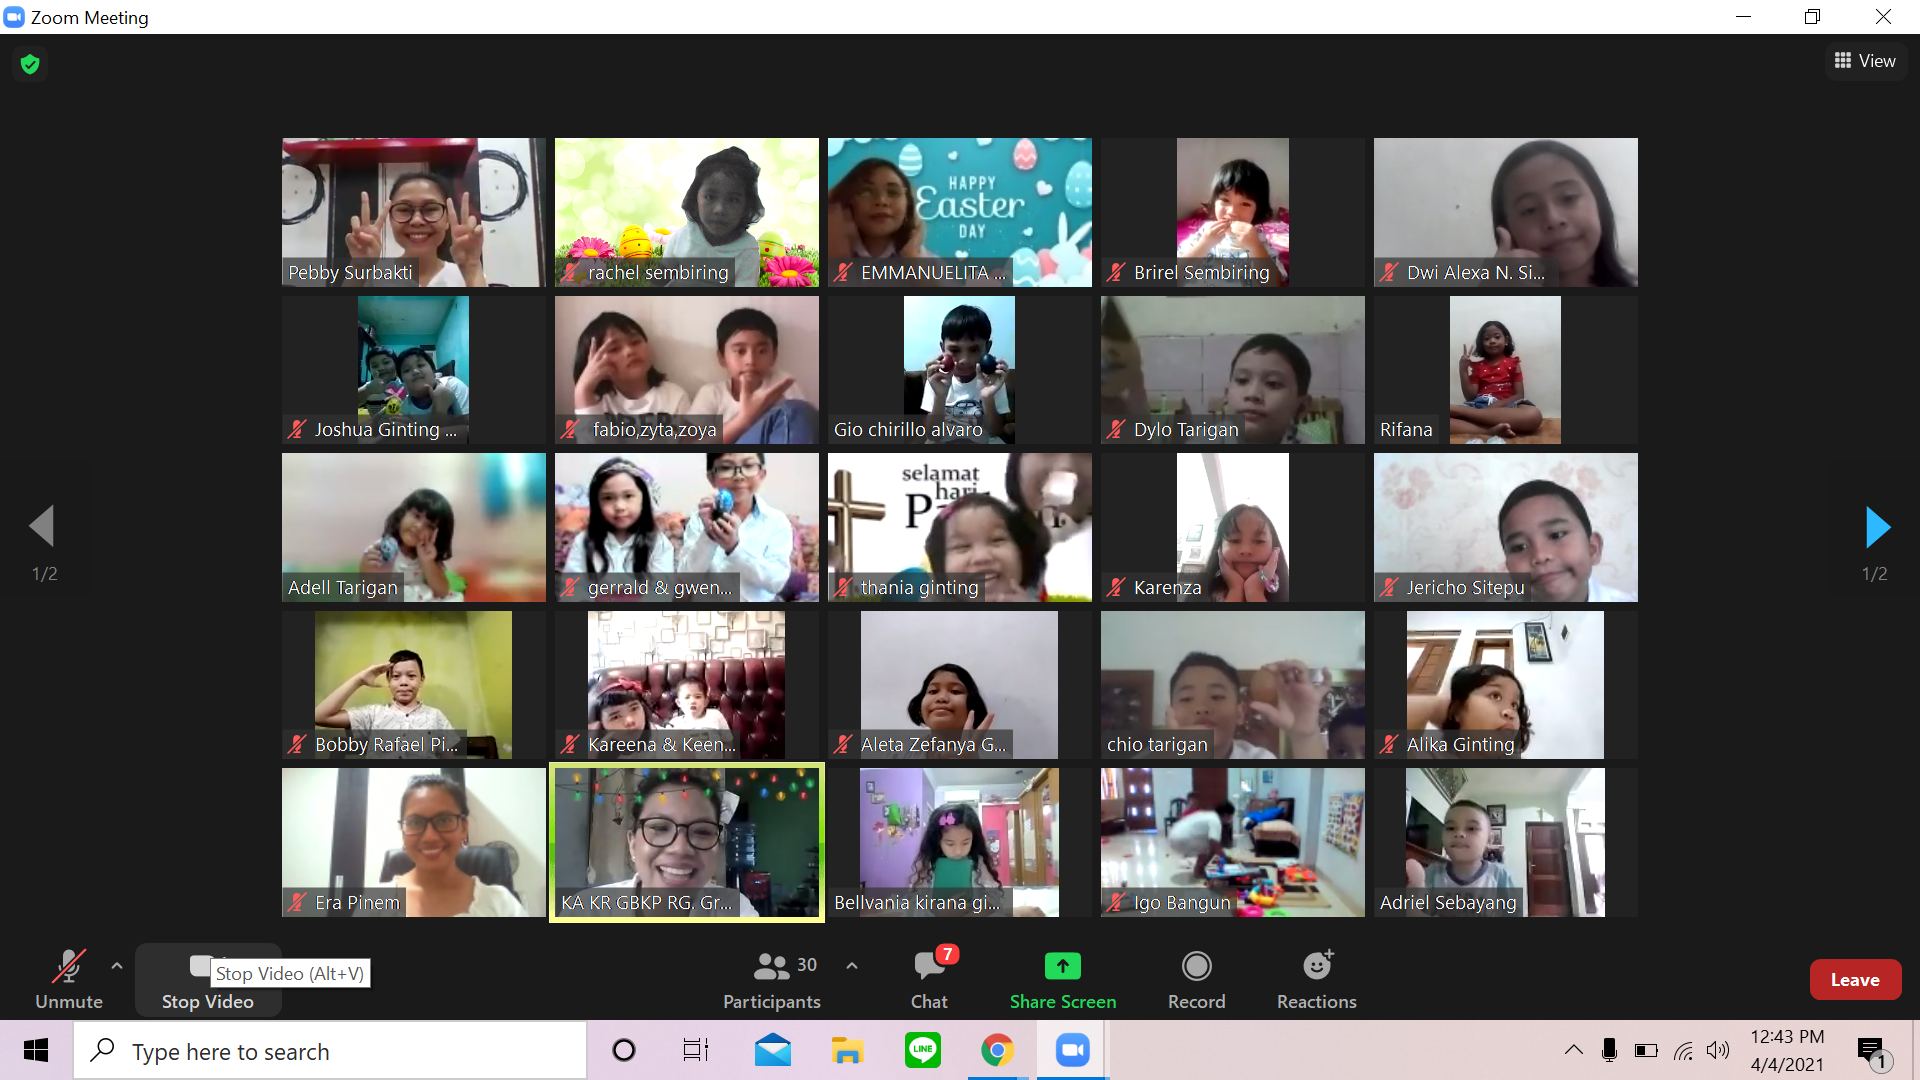 Zoom Meeting
View
Pebby Surbakti
rachel sembiring
HAPPY
Easter
DAY
EMMANUELITA ...
Brirel Sembiring
Dwi Alexa N. Si...
Joshua Ginting ...
fabio,zyta,zoya
Gio chirillo alvaro
Dylo Tarigan
Rifana
Adell Tarigan
gerrald & gwen...
selamat
hari
thania ginting
Karenza
Jericho Sitepu
1/2
1/2
Bobby Rafael Pi...
Kareena & Keen...
Aleta Zefanya G...
chio tarigan
Alika Ginting
Era Pinem
KA KR GBKP RG. Gr...
Bellvania kirana gi...
Igo Bangun
Adriel Sebayang
Unmute
Stop Video (Alt+V)
Stop Video
30
Participants
7
Chat
Share Screen
Record
Reactions
Leave
Type here to search
LINE
12:43 PM
4/4/2021
1